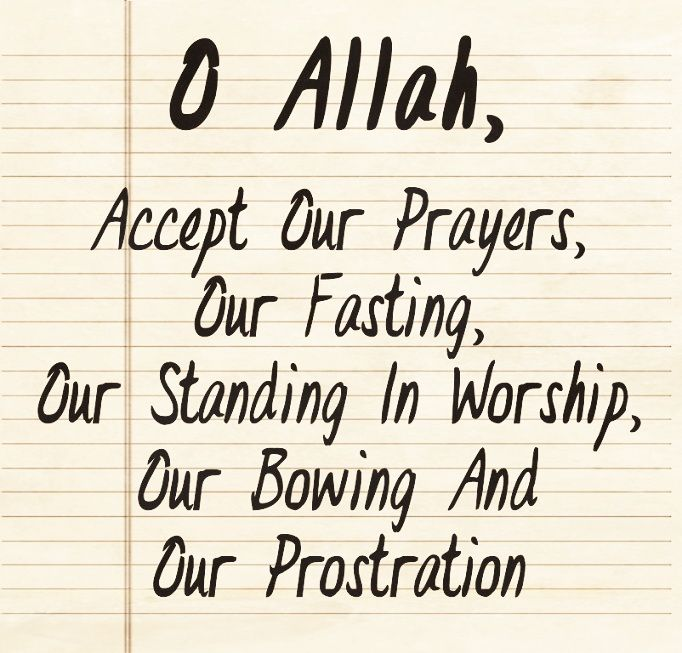 O Allah,
Accept Our Prayers,
Our Fasting,
Our Standing In Worship,
Our Bowing And
Our Prostration